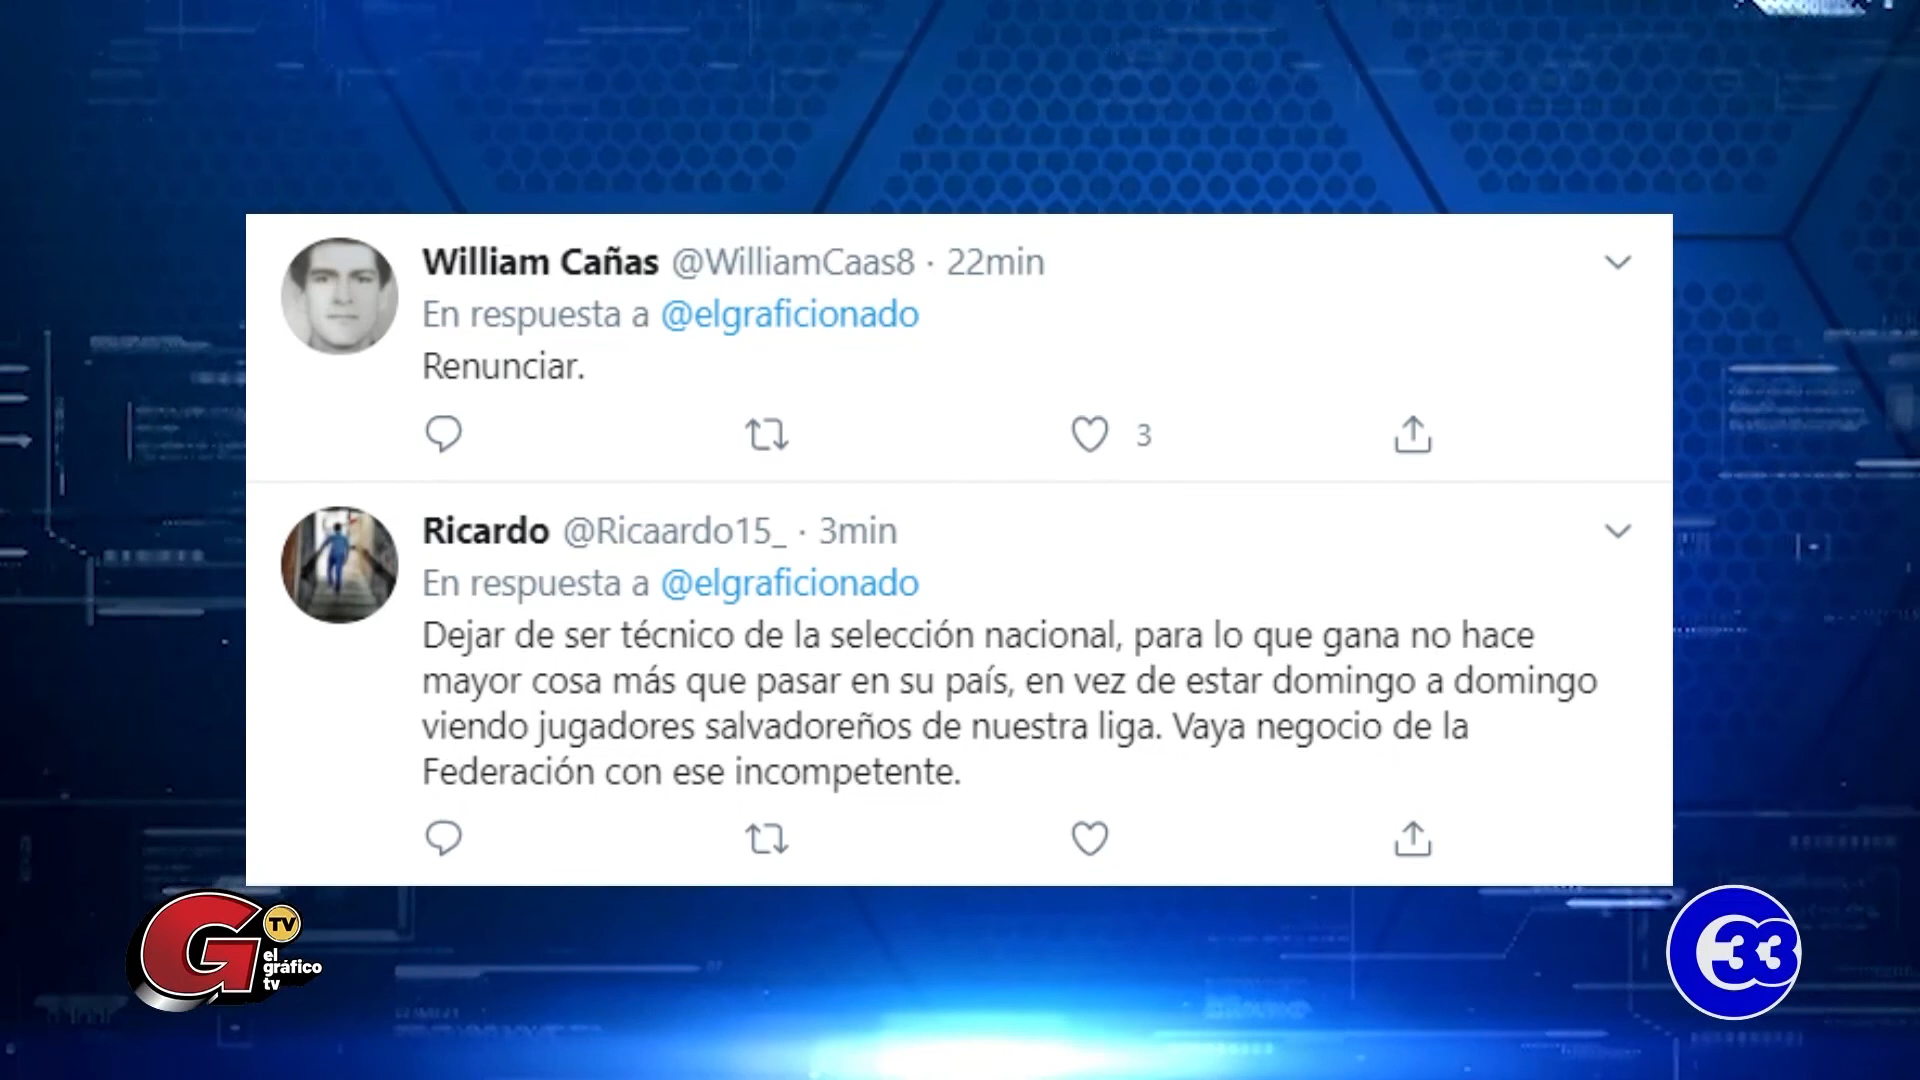 William Cañas @WilliamCaas8 · 22min
En respuesta a @elgraficionado
Renunciar.
3
Ricardo @Ricaardo15_ · 3min
En respuesta a @elgraficionado
Dejar de ser técnico de la selección nacional, para lo que gana no hace
mayor cosa más que pasar en su país, en vez de estar domingo a domingo
viendo jugadores salvadoreños de nuestra liga. Vaya negocio de la
Federación con ese incompetente.
G TV
el
gráfico
tv
33